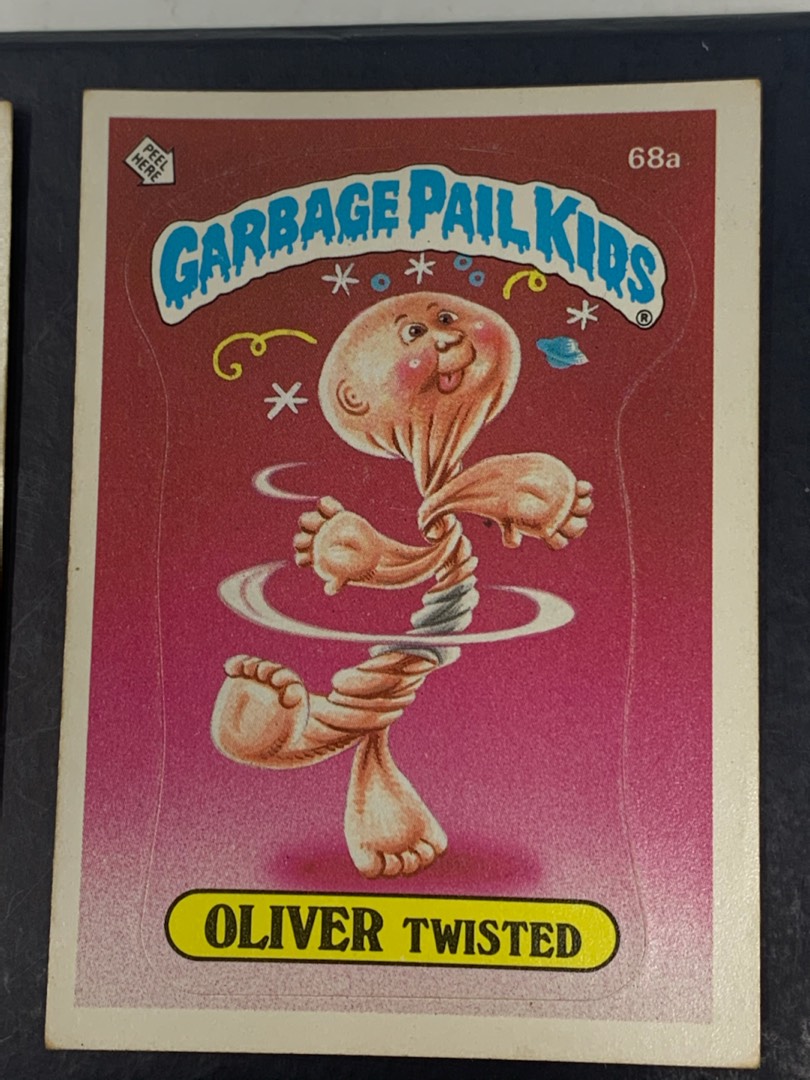 PEEL
HERE
68a
GARBAGE PAIL KIDS
®
OLIVER TWISTED